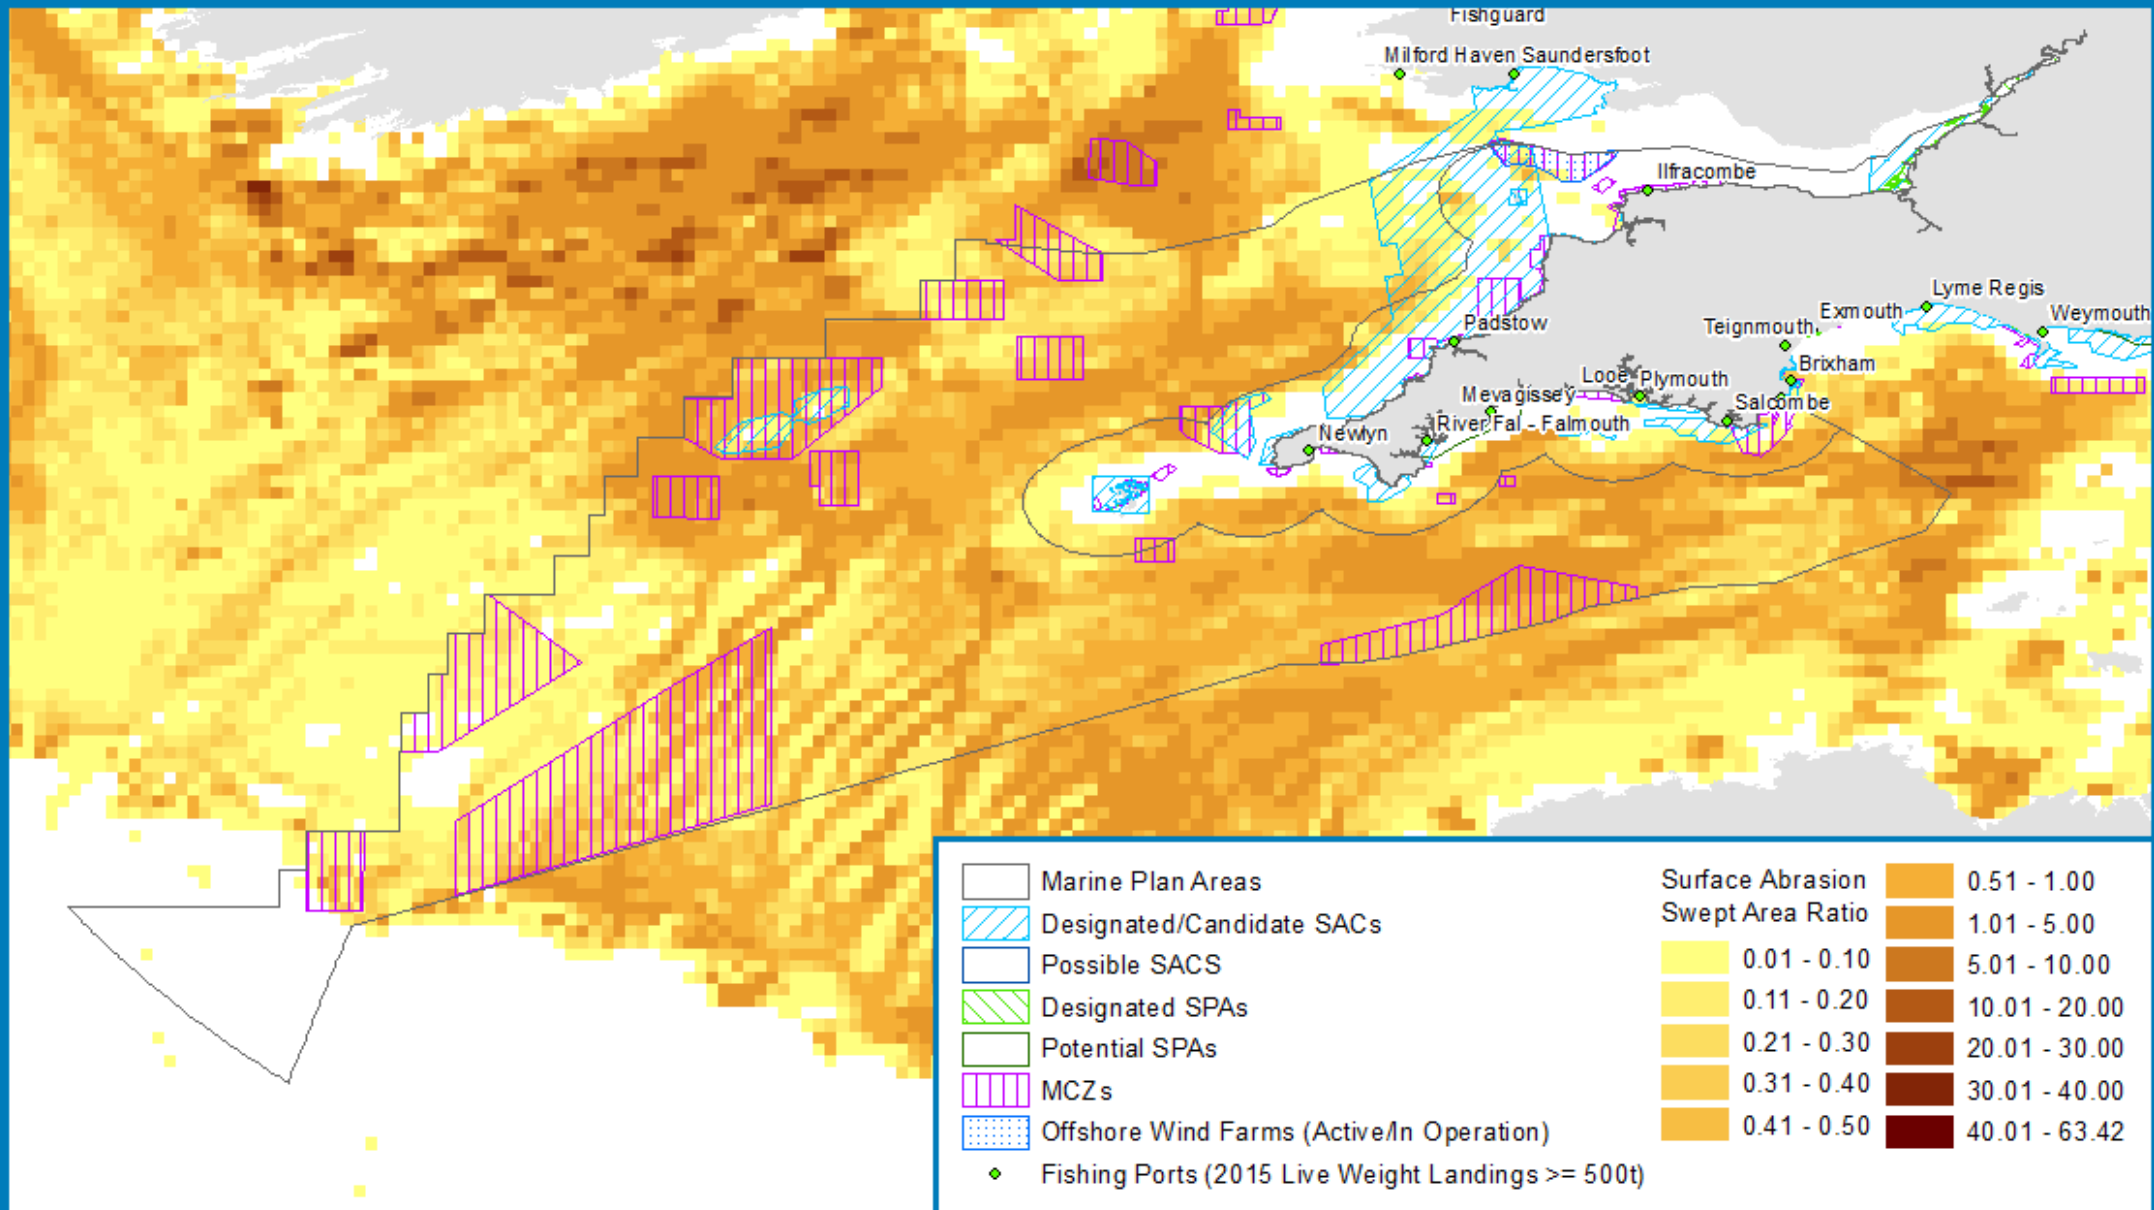 Fishguard
Milford Haven Saundersfoot
Ilfracombe
Lyme Regis
Exmouth
Weymouth
Teignmouth
Padstow
Brixham
Looe Plymouth
Mevagissey
Salcombe
River Fal - Falmouth
Newlyn
Marine Plan Areas
Designated/Candidate SACs
Possible SACS
Designated SPAs
Potential SPAs
MCZs
Offshore Wind Farms (Active/In Operation)
Fishing Ports (2015 Live Weight Landings >= 500t)
Surface Abrasion
Swept Area Ratio
0.01 - 0.10
0.11 - 0.20
0.21 - 0.30
0.31 - 0.40
0.41 - 0.50
0.51 - 1.00
1.01 - 5.00
5.01 - 10.00
10.01 - 20.00
20.01 - 30.00
30.01 - 40.00
40.01 - 63.42